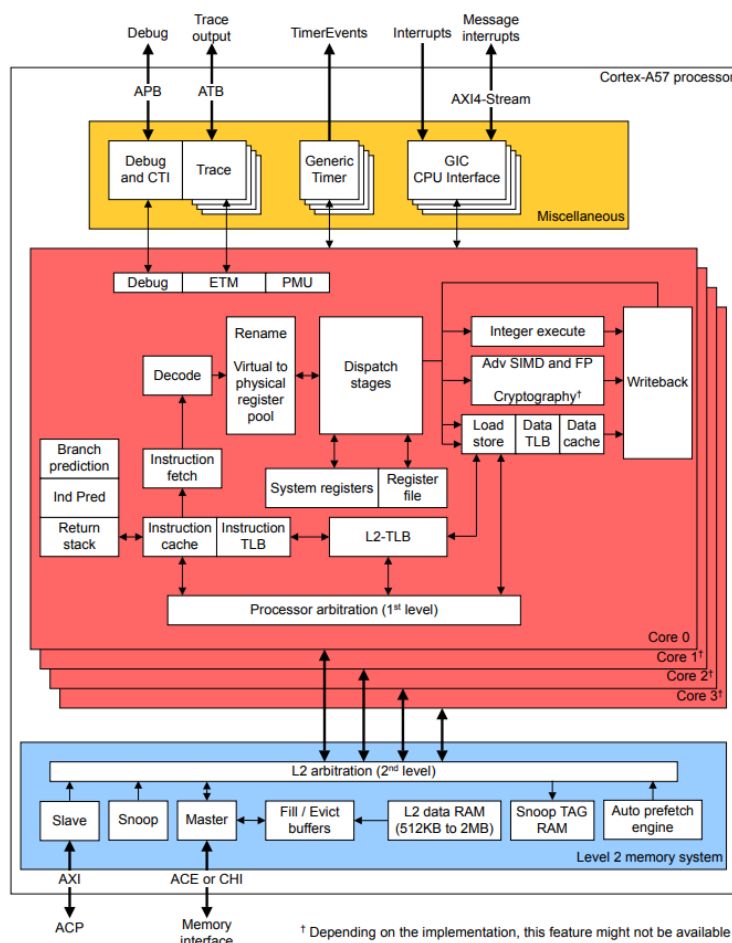 Debug
Trace
output
TimerEvents
Interrupts
Message
interrupts
Cortex-A57 processor
APB
ATB
AXI4-Stream
Debug
and CTI
Trace
Generic
Timer
GIC
CPU Interface
Miscellaneous
Debug
ETM
PMU
Rename
Virtual to
physical
register
pool
Dispatch
stages
Integer execute
Adv SIMD and FP
Cryptography†
Writeback
Decode
Load
store
Data
TLB
Data
cache
Branch
prediction
Ind Pred
Return
stack
Instruction
fetch
System registers
Register
file
Instruction
cache
Instruction
TLB
L2-TLB
Processor arbitration (1st level)
Core 0
Core 1†
Core 2†
Core 3†
L2 arbitration (2nd level)
Slave
Snoop
Master
Fill / Evict
buffers
L2 data RAM
(512KB to 2MB)
Snoop TAG
RAM
Auto prefetch
engine
Level 2 memory system
AXI
ACE or CHI
ACP
Memory
interface
† Depending on the implementation, this feature might not be available